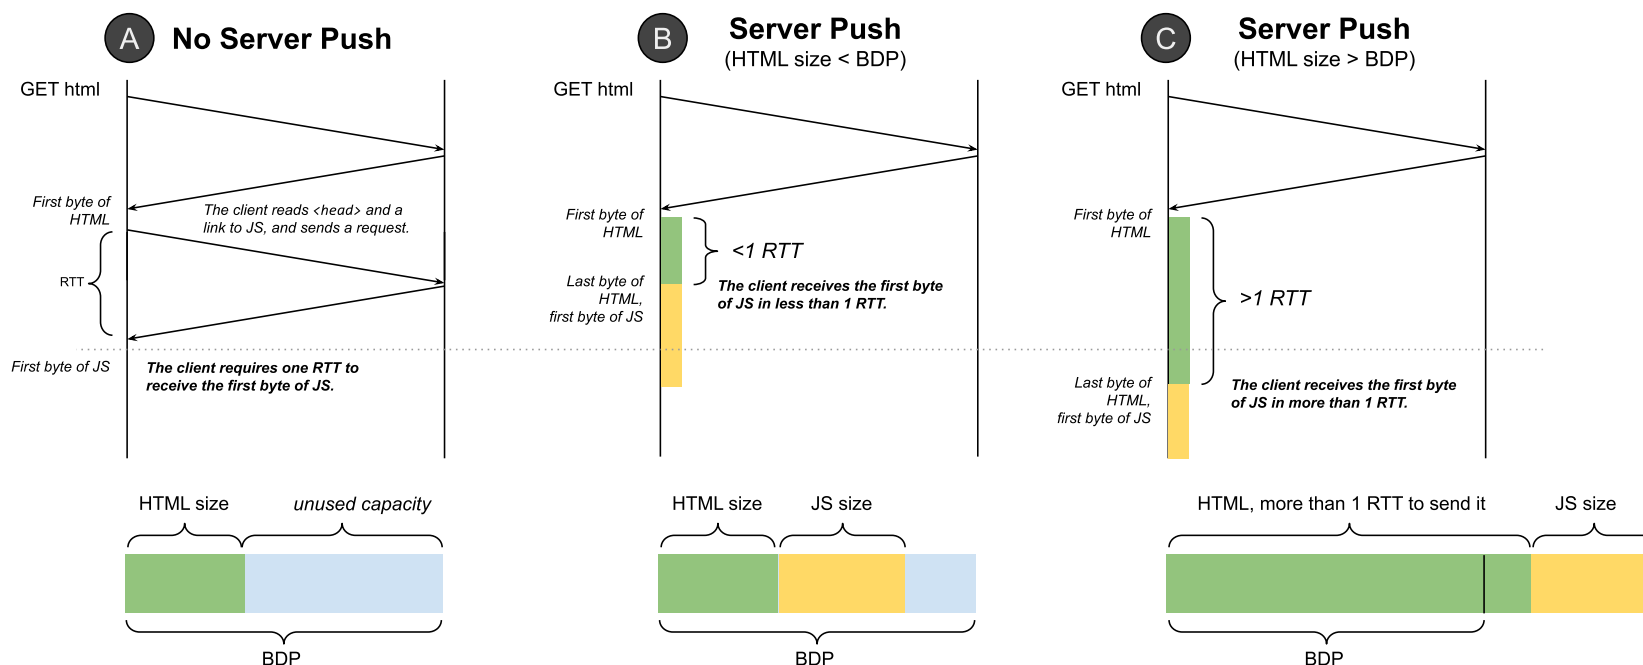 A
No Server Push
GET html
First byte of
HTML
The client reads <head> and a
link to JS, and sends a request.
RTT
First byte of JS
The client requires one RTT to
receive the first byte of JS.
HTML size
unused capacity
BDP
B
Server Push
(HTML size < BDP)
GET html
First byte of
HTML
<1 RTT
Last byte of
HTML,
first byte of JS
The client receives the first byte
of JS in less than 1 RTT.
HTML size
JS size
BDP
C
Server Push
(HTML size > BDP)
GET html
First byte of
HTML
>1 RTT
Last byte of
HTML,
first byte of JS
The client receives the first byte
of JS in more than 1 RTT.
HTML, more than 1 RTT to send it
JS size
BDP